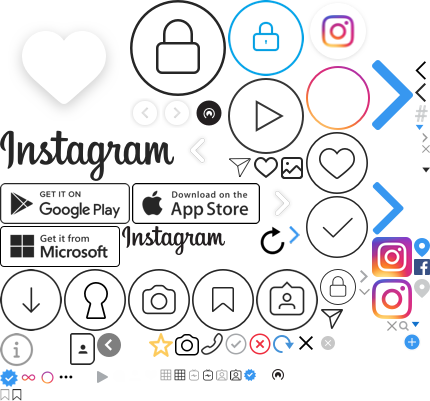 Instagram
GET IT ON
Google Play
Download on the
App Store
Get it from
Microsoft
Instagram
#